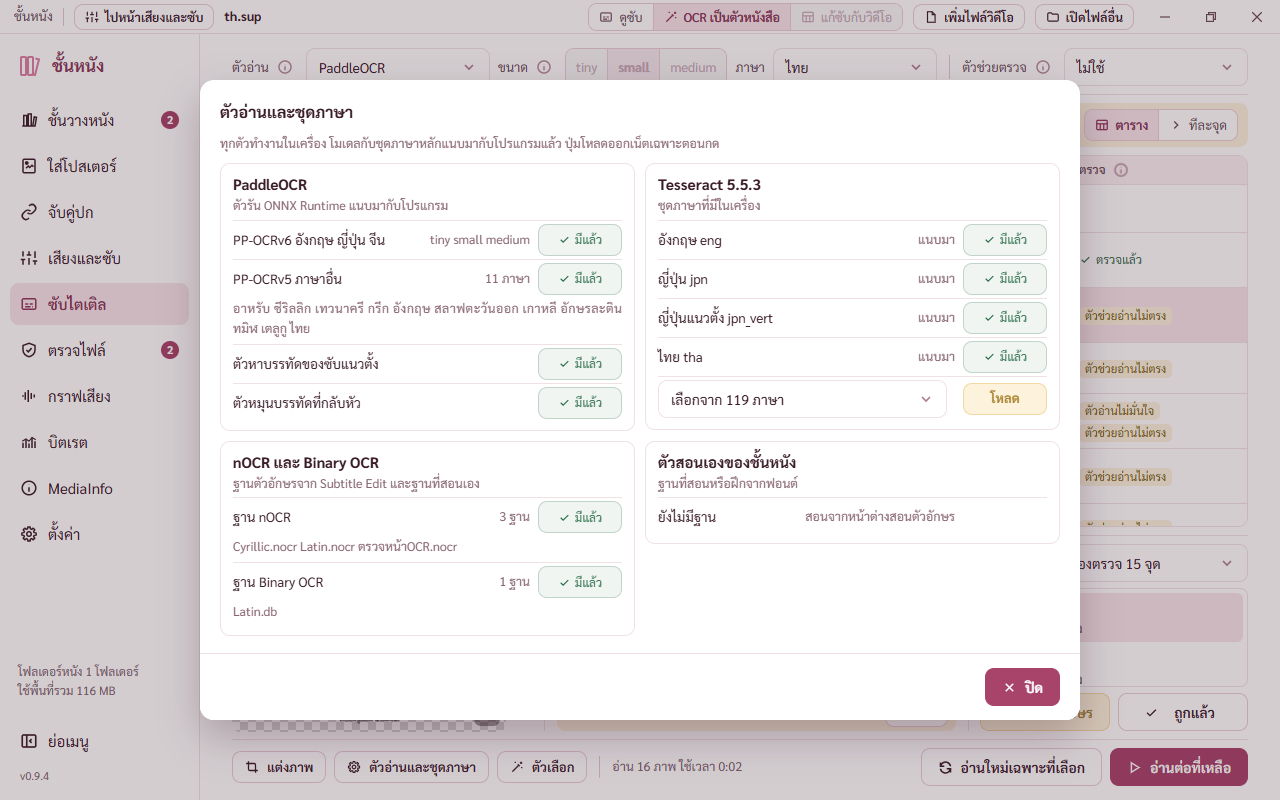 ชั้นหนัง
ไปหน้าเสียงและซับ
th.sup
ดูซับ
OCR เป็นตัวหนังสือ
แก้ซับกับวิดีโอ
เพิ่มไฟล์วิดีโอ
เปิดไฟล์อื่น
ชั้นหนัง
ชั้นวางหนัง
2
ใส่โปสเตอร์
จับคู่ปก
เสียงและซับ
ซับไตเติล
ตรวจไฟล์
2
กราฟเสียง
บิตเรต
MediaInfo
ตั้งค่า
โฟลเดอร์หนัง 1 โฟลเดอร์
ใช้พื้นที่รวม 116 MB
ย่อเมนู
v0.9.4
ตัวอ่าน
PaddleOCR
ขนาด
tiny
small
medium
ภาษา
ไทย
ตัวช่วยตรวจ
ไม่ใช้
ตาราง
ทีละจุด
ตรวจ
ตรวจแล้ว
ตัวช่วยอ่านไม่ตรง
ตัวช่วยอ่านไม่ตรง
ตัวอ่านไม่มั่นใจ
ตัวช่วยอ่านไม่ตรง
ตัวช่วยอ่านไม่ตรง
ตัวอ่านและชุดภาษา
ทุกตัวทำงานในเครื่อง โมเดลกับชุดภาษาหลักแนบมากับโปรแกรมแล้ว ปุ่มโหลดออกเน็ตเฉพาะตอนกด
PaddleOCR
ตัวรัน ONNX Runtime แนบมากับโปรแกรม
PP-OCRv6 อังกฤษ ญี่ปุ่น จีน
tiny small medium
มีแล้ว
PP-OCRv5 ภาษาอื่น
11 ภาษา
มีแล้ว
อาหรับ ซีริลลิก เทวนาครี กรีก อังกฤษ สลาฟตะวันออก เกาหลี อักษรละติน
ทมิฬ เตลูกู ไทย
ตัวหาบรรทัดของซับแนวตั้ง
มีแล้ว
ตัวหมุนบรรทัดที่กลับหัว
มีแล้ว
Tesseract 5.5.3
ชุดภาษาที่มีในเครื่อง
อังกฤษ eng
แนบมา
มีแล้ว
ญี่ปุ่น jpn
แนบมา
มีแล้ว
ญี่ปุ่นแนวตั้ง jpn_vert
แนบมา
มีแล้ว
ไทย tha
แนบมา
มีแล้ว
เลือกจาก 119 ภาษา
โหลด
nOCR และ Binary OCR
ฐานตัวอักษรจาก Subtitle Edit และฐานที่สอนเอง
ฐาน nOCR
3 ฐาน
มีแล้ว
Cyrillic.nocr Latin.nocr ตรวจหน้าOCR.nocr
ฐาน Binary OCR
1 ฐาน
มีแล้ว
Latin.db
ตัวสอนเองของชั้นหนัง
ฐานที่สอนหรือฝึกจากฟอนต์
ยังไม่มีฐาน
สอนจากหน้าต่างสอนตัวอักษร
ปิด
องตรวจ 15 จุด
ถูกแล้ว
แต่งภาพ
ตัวอ่านและชุดภาษา
ตัวเลือก
อ่าน 16 ภาพ ใช้เวลา 0:02
อ่านใหม่เฉพาะที่เลือก
อ่านต่อที่เหลือ